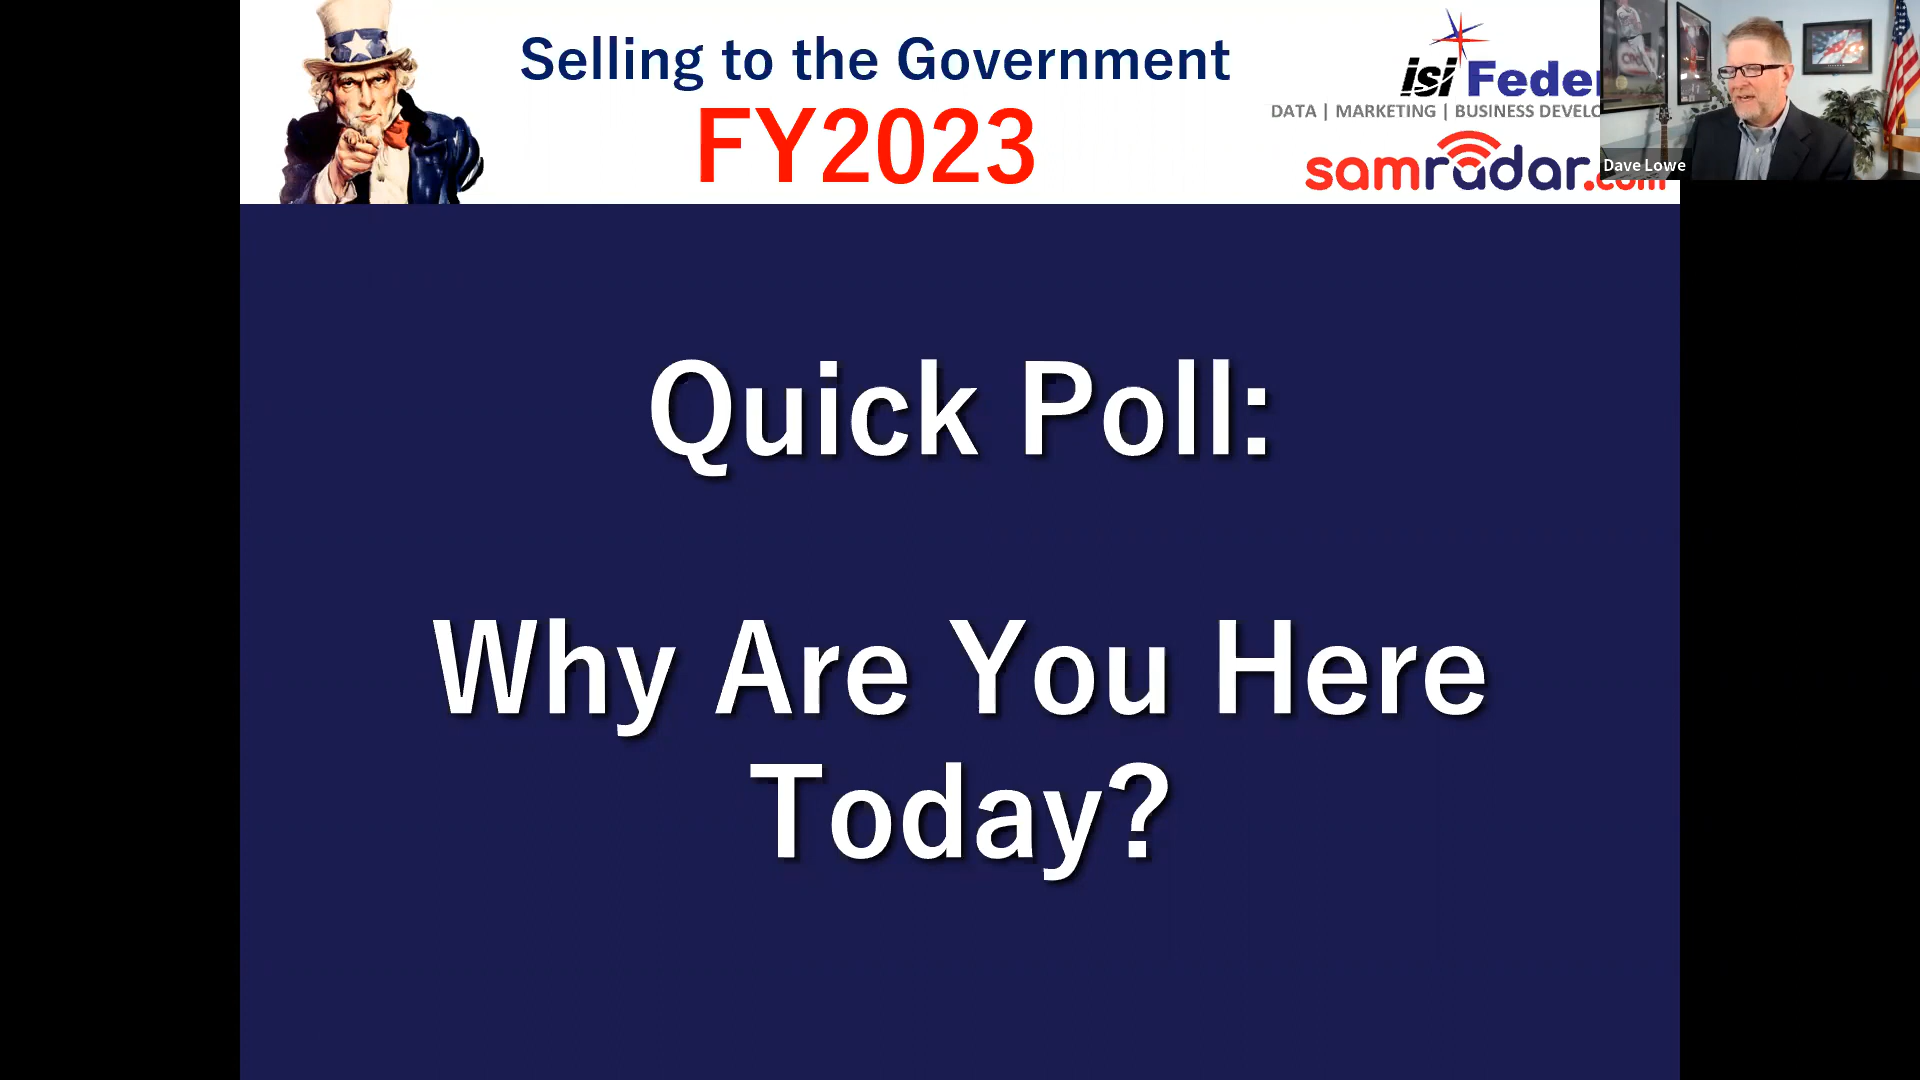 Selling to the Government
FY2023
isi Feder
DATA | MARKETING | BUSINESS DEVELO
samradar.com
Dave Lowe
Quick Poll:
Why Are You Here
Today?